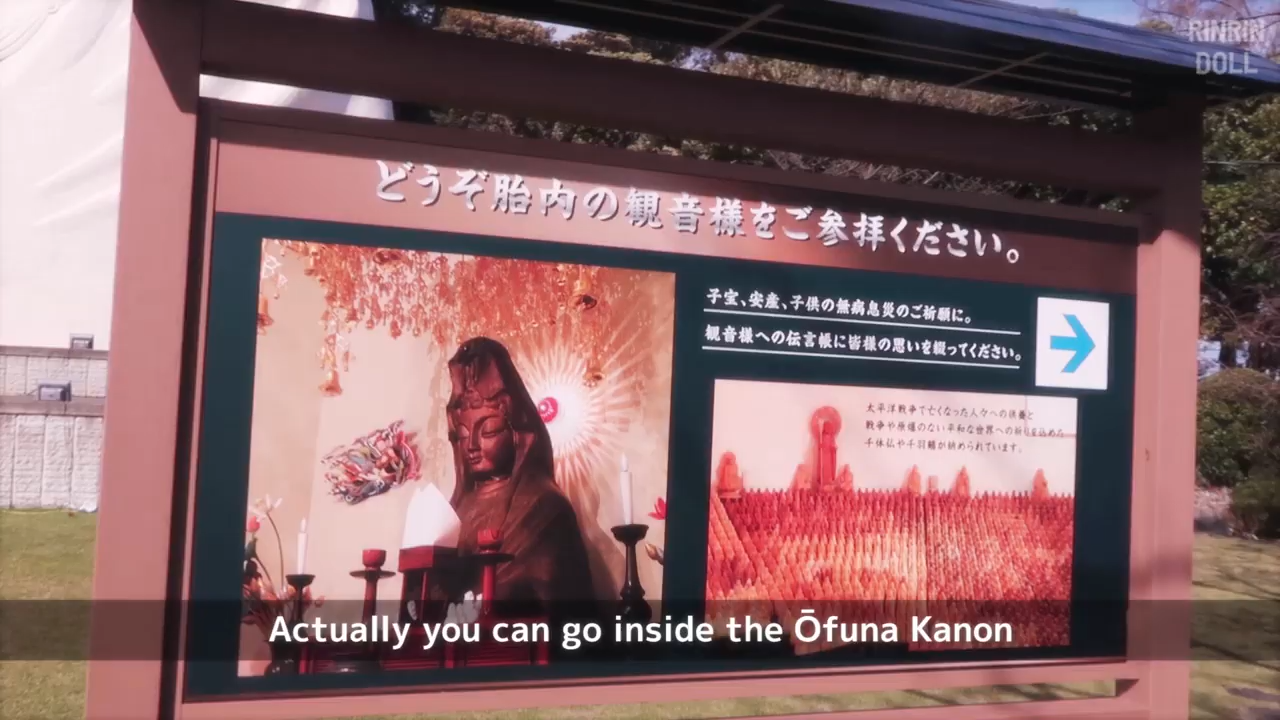 RINRIN
DOLL
どうぞ胎内の観音様をご参拝ください。
子宝、安産、子供の無病息災のご祈願に。
観音様への伝言帳に皆様の思いを綴ってください。
太平洋戦争で亡くなった人々への供養と
戦争や原爆のない平和な世界への祈りを込めた
千体仏や千羽鶴が納められています。
Actually you can go inside the Ōfuna Kanon